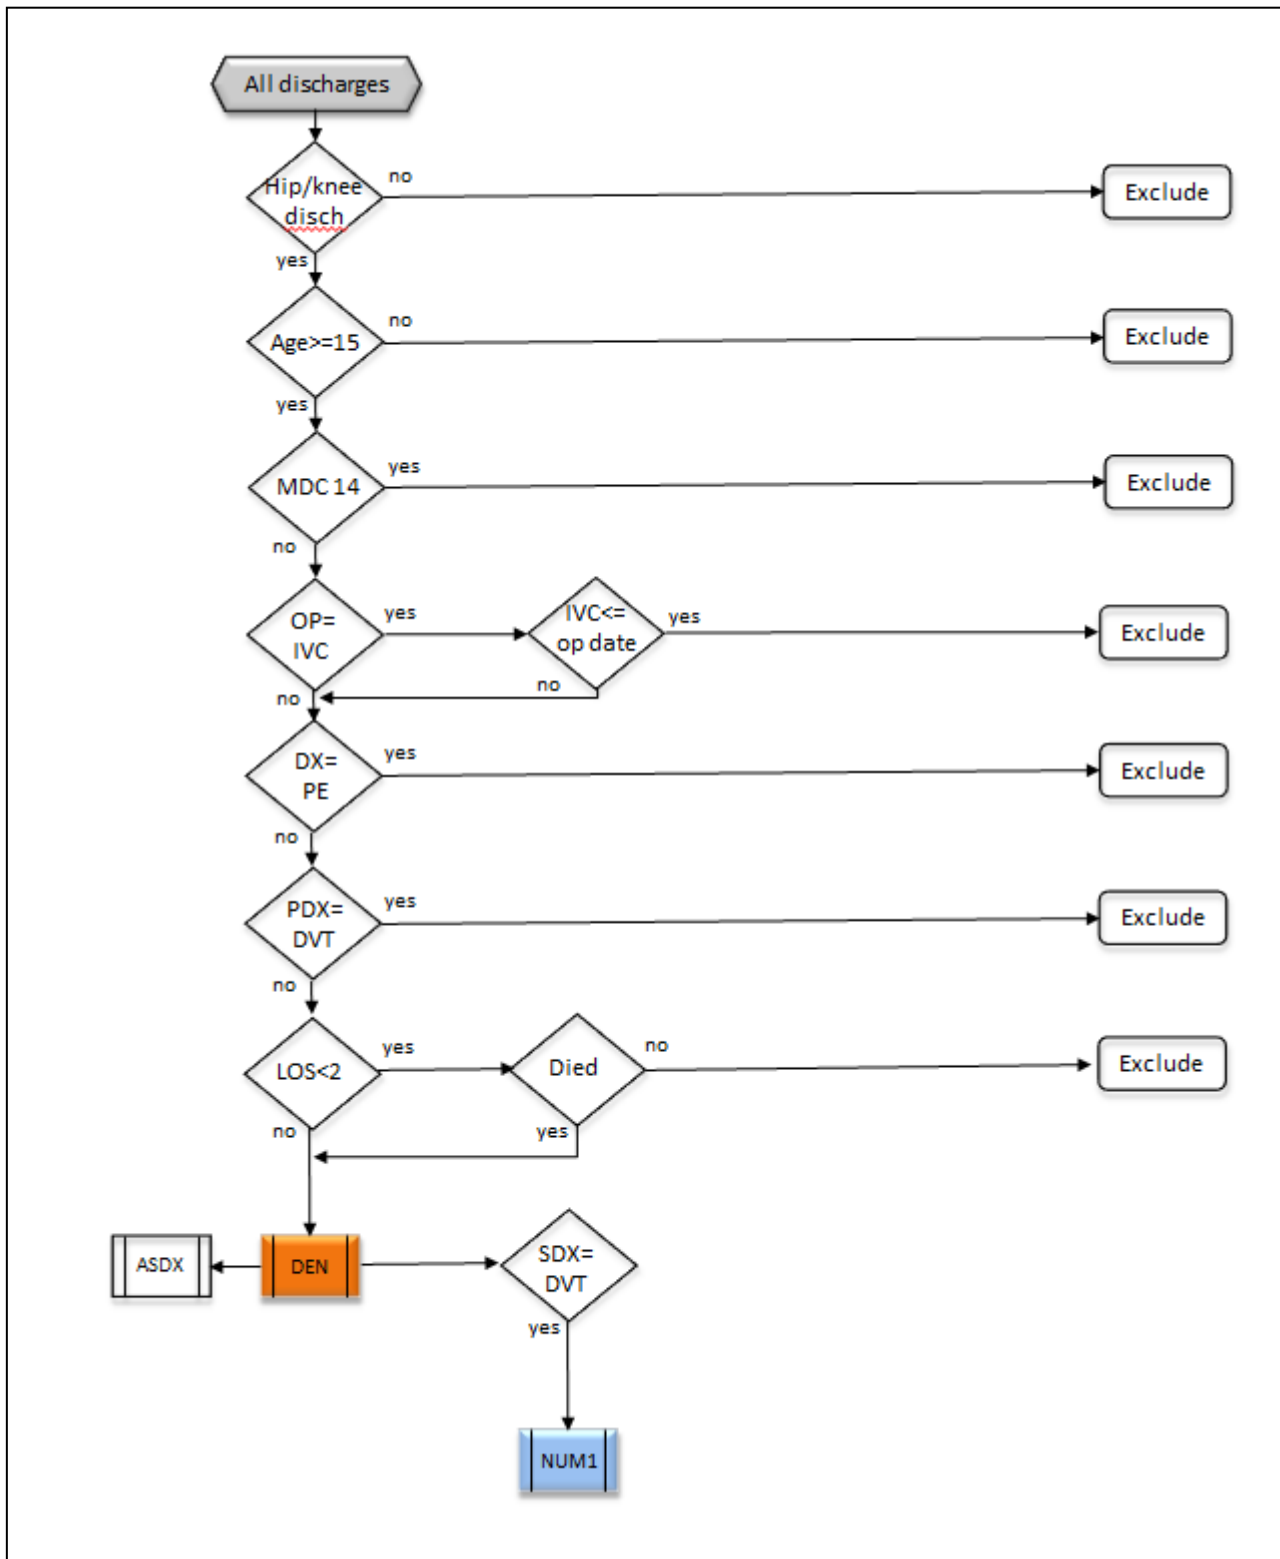 All discharges
Hip/knee
disch
no
Exclude
yes
Age>=15
no
Exclude
yes
MDC 14
yes
Exclude
no
OP=
IVC
yes
IVC<=
op date
yes
Exclude
no
no
DX=
PE
yes
Exclude
no
PDX=
DVT
yes
Exclude
no
LOS<2
yes
Died
no
Exclude
no
yes
ASDX
DEN
SDX=
DVT
yes
NUM1